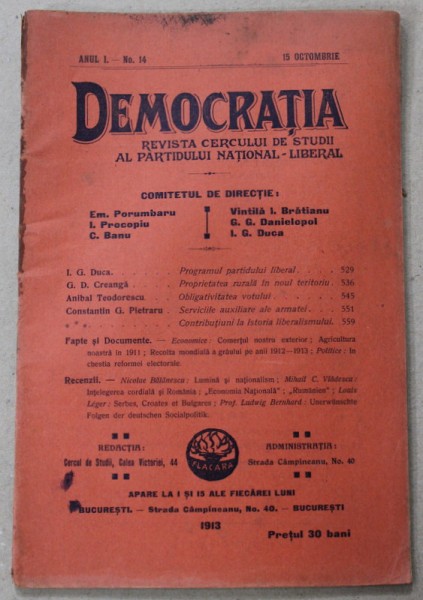 ANUL I. — No. 14 15 OCTOMBRIE
DEMOCRAȚIA
REVISTA CERCULUI DE STUDII
AL PARTIDULUI NAȚIONAL-LIBERAL
COMITETUL DE DIRECȚIE:
Em. Porumbaru Vintilă I. Brătianu
I. Procopiu G. G. Danielopol
C. Banu I. G. Duca
I. G. Duca. . . . . . . Programul partidului liberal . . . . 529
G. D. Creangă . . . . Proprietatea rurală în noul teritoriu . 536
Anibal Teodorescu. . . . Obligativitatea votului . . . . . 545
Constantin G. Pietraru . Serviciile auxiliare ale armatei . . . 551
„ * „ . . . . . . . Contribuțiuni la istoria liberalismului. 559
Fapte și Documente. — Economice: Comerțul nostru exterior; Agricultura
noastră în 1911; Recolta mondială a grâului pe anii 1912—1913; Politice: In
chestia reformei electorale.
Recenzii. — Nicolae Bălănescu: Lumină și naționalism; Mihail C. Vlădescu:
Ințelegerea cordială și România; „Economia Națională"; „Rumänien"; Louis
Léger: Serbes, Croates et Bulgares; Prof. Ludwig Bernhard: Unerwünschte
Folgen der deutschen Socialpolitik.
REDACȚIA: ADMINISTRAȚIA:
Cercul de Studii, Calea Victoriei, 44 Strada Câmpineanu, No. 40
FLACARA
APARE LA 1 ȘI 15 ALE FIECĂREI LUNI
BUCUREȘTI. — Strada Câmpineanu, No. 40. — BUCUREȘTI
1913
Prețul 30 bani